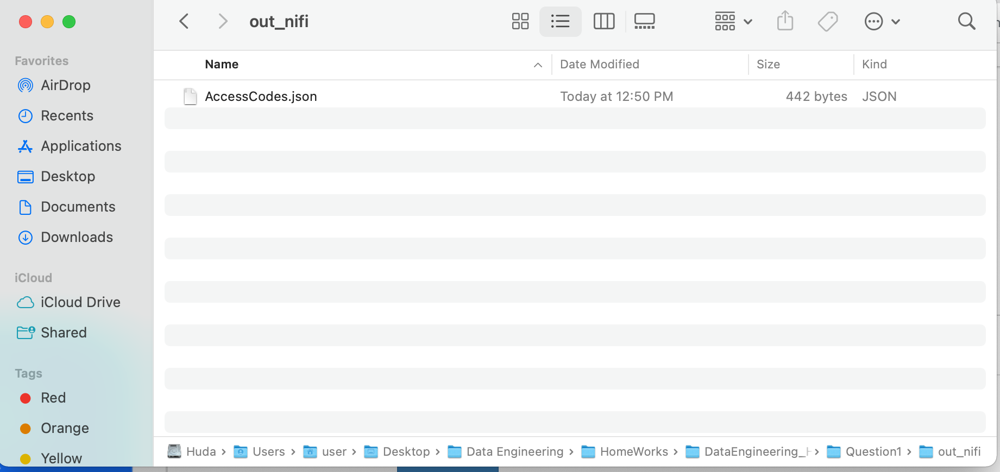 out_nifi
Favorites
AirDrop
Recents
Applications
Desktop
Documents
Downloads
iCloud
iCloud Drive
Shared
Tags
Red
Orange
Yellow
Name Date Modified Size Kind
AccessCodes.json Today at 12:50 PM 442 bytes JSON
Huda › Users › user › Desktop › Data Engineering › HomeWorks › DataEngineering_ › Question1 › out_nifi